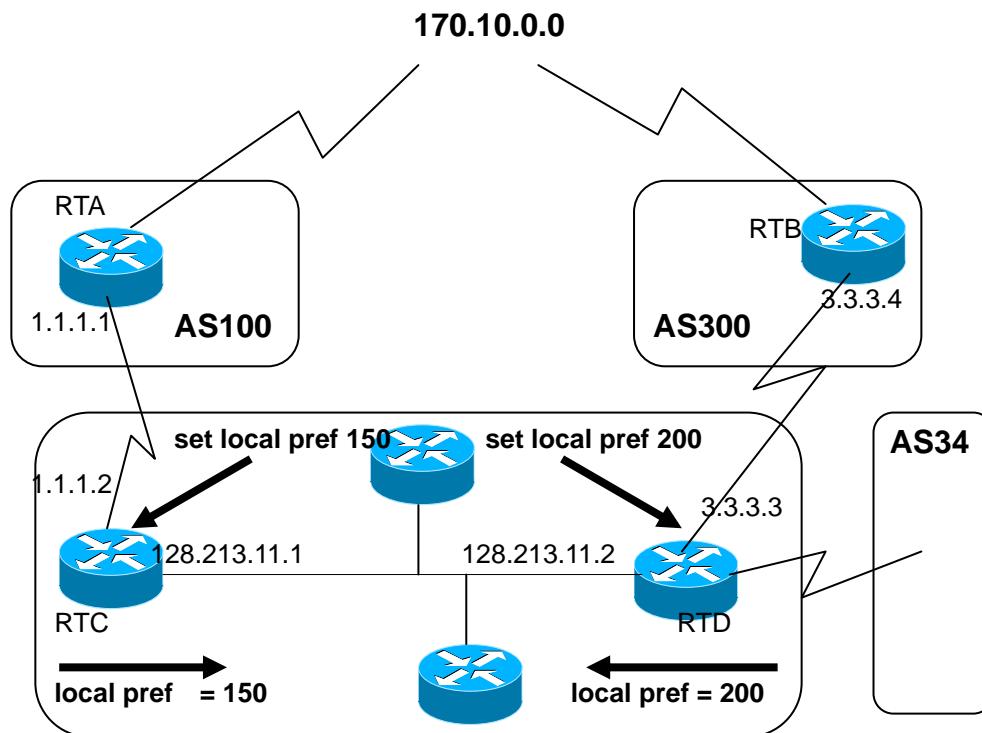 170.10.0.0
RTA
1.1.1.1
AS100
RTB
3.3.3.4
AS300
set local pref 150
set local pref 200
AS34
1.1.1.2
3.3.3.3
128.213.11.1
128.213.11.2
RTC
RTD
local pref = 150
local pref = 200